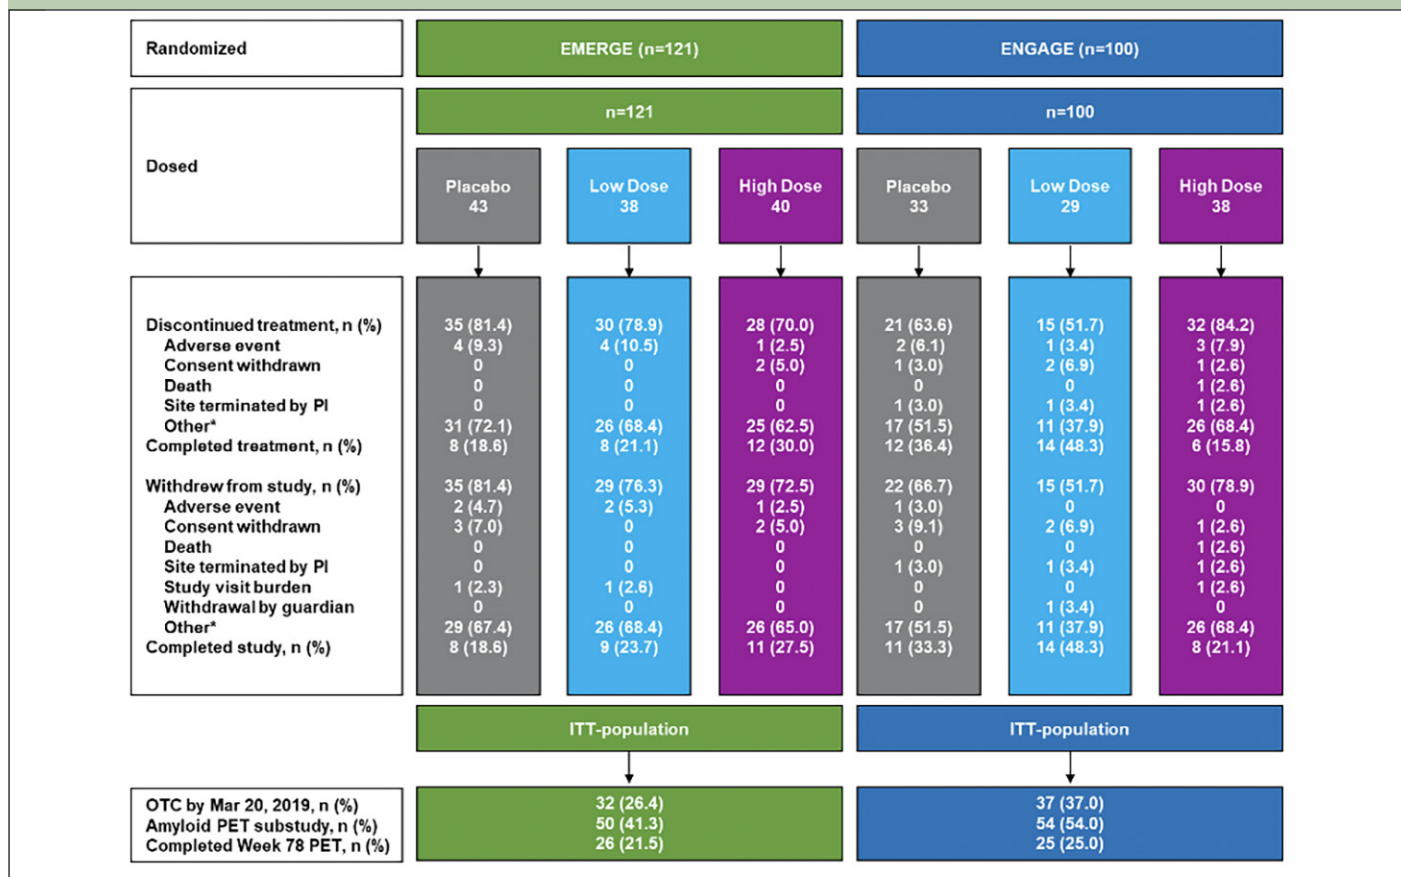 Randomized EMERGE (n=121) ENGAGE (n=100)
n=121 n=100
Dosed
Placebo Low Dose High Dose Placebo Low Dose High Dose
43 38 40 33 29 38
Discontinued treatment, n (%) 35 (81.4) 30 (78.9) 28 (70.0) 21 (63.6) 15 (51.7) 32 (84.2)
Adverse event 4 (9.3) 4 (10.5) 1 (2.5) 2 (6.1) 1 (3.4) 3 (7.9)
Consent withdrawn 0 0 2 (5.0) 1 (3.0) 2 (6.9) 1 (2.6)
Death 0 0 0 0 0 1 (2.6)
Site terminated by PI 0 0 0 1 (3.0) 1 (3.4) 1 (2.6)
Other* 31 (72.1) 26 (68.4) 25 (62.5) 17 (51.5) 11 (37.9) 26 (68.4)
Completed treatment, n (%) 8 (18.6) 8 (21.1) 12 (30.0) 12 (36.4) 14 (48.3) 6 (15.8)
Withdrew from study, n (%) 35 (81.4) 29 (76.3) 29 (72.5) 22 (66.7) 15 (51.7) 30 (78.9)
Adverse event 2 (4.7) 2 (5.3) 1 (2.5) 1 (3.0) 0 0
Consent withdrawn 3 (7.0) 0 2 (5.0) 3 (9.1) 2 (6.9) 1 (2.6)
Death 0 0 0 0 0 1 (2.6)
Site terminated by PI 0 0 0 1 (3.0) 1 (3.4) 1 (2.6)
Study visit burden 1 (2.3) 1 (2.6) 0 0 0 1 (2.6)
Withdrawal by guardian 0 0 0 0 1 (3.4) 0
Other* 29 (67.4) 26 (68.4) 26 (65.0) 17 (51.5) 11 (37.9) 26 (68.4)
Completed study, n (%) 8 (18.6) 9 (23.7) 11 (27.5) 11 (33.3) 14 (48.3) 8 (21.1)
ITT-population ITT-population
OTC by Mar 20, 2019, n (%) 32 (26.4) 37 (37.0)
Amyloid PET substudy, n (%) 50 (41.3) 54 (54.0)
Completed Week 78 PET, n (%) 26 (21.5) 25 (25.0)